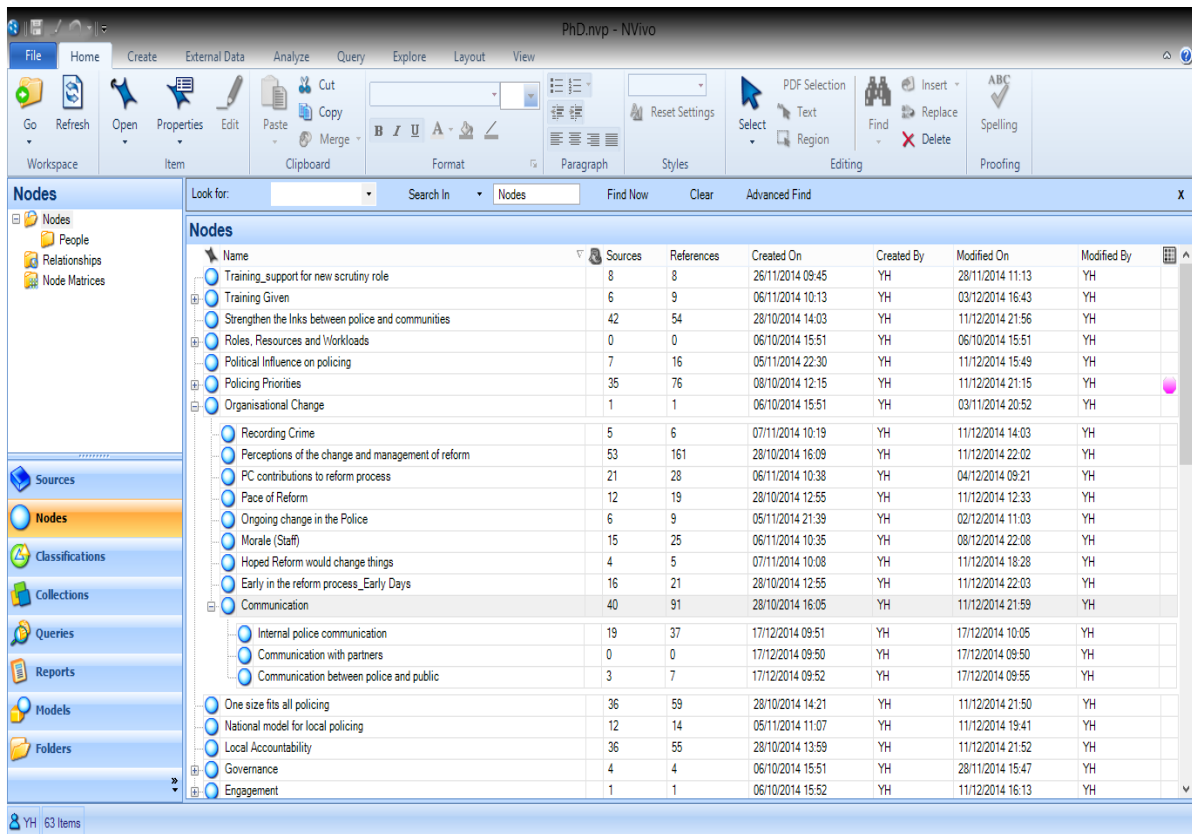 PhD.nvp - NVivo
File Home Create External Data Analyze Query Explore Layout View
Go Refresh Open Properties Edit Paste Cut Copy Merge B I U A Reset Settings Select PDF Selection Text Region Find Insert Replace Delete ABC Spelling
Workspace Item Clipboard Format Paragraph Styles Editing Proofing
Nodes
Nodes
People
Relationships
Node Matrices
Sources
Nodes
Classifications
Collections
Queries
Reports
Models
Folders
Look for: Search In Nodes Find Now Clear Advanced Find x
Nodes
Name Sources References Created On Created By Modified On Modified By
Training_support for new scrutiny role 8 8 26/11/2014 09:45 YH 28/11/2014 11:13 YH
Training Given 6 9 06/11/2014 10:13 YH 03/12/2014 16:43 YH
Strengthen the lnks between police and communities 42 54 28/10/2014 14:03 YH 11/12/2014 21:56 YH
Roles, Resources and Workloads 0 0 06/10/2014 15:51 YH 06/10/2014 15:51 YH
Political Influence on policing 7 16 05/11/2014 22:30 YH 11/12/2014 15:49 YH
Policing Priorities 35 76 08/10/2014 12:15 YH 11/12/2014 21:15 YH
Organisational Change 1 1 06/10/2014 15:51 YH 03/11/2014 20:52 YH
Recording Crime 5 6 07/11/2014 10:19 YH 11/12/2014 14:03 YH
Perceptions of the change and management of reform 53 161 28/10/2014 16:09 YH 11/12/2014 22:02 YH
PC contributions to reform process 21 28 06/11/2014 10:38 YH 04/12/2014 09:21 YH
Pace of Reform 12 19 28/10/2014 12:55 YH 11/12/2014 12:33 YH
Ongoing change in the Police 6 9 05/11/2014 21:39 YH 02/12/2014 11:03 YH
Morale (Staff) 15 25 06/11/2014 10:35 YH 08/12/2014 22:08 YH
Hoped Reform would change things 4 5 07/11/2014 10:08 YH 11/12/2014 18:28 YH
Early in the reform process_Early Days 16 21 28/10/2014 12:55 YH 11/12/2014 22:03 YH
Communication 40 91 28/10/2014 16:05 YH 11/12/2014 21:59 YH
Internal police communication 19 37 17/12/2014 09:51 YH 17/12/2014 10:05 YH
Communication with partners 0 0 17/12/2014 09:50 YH 17/12/2014 09:50 YH
Communication between police and public 3 7 17/12/2014 09:52 YH 17/12/2014 09:55 YH
One size fits all policing 36 59 28/10/2014 14:21 YH 11/12/2014 21:50 YH
National model for local policing 12 14 05/11/2014 11:07 YH 11/12/2014 19:41 YH
Local Accountability 36 55 28/10/2014 13:59 YH 11/12/2014 21:52 YH
Governance 4 4 06/10/2014 15:51 YH 28/11/2014 15:47 YH
Engagement 1 1 06/10/2014 15:52 YH 11/12/2014 16:13 YH
YH 63 Items